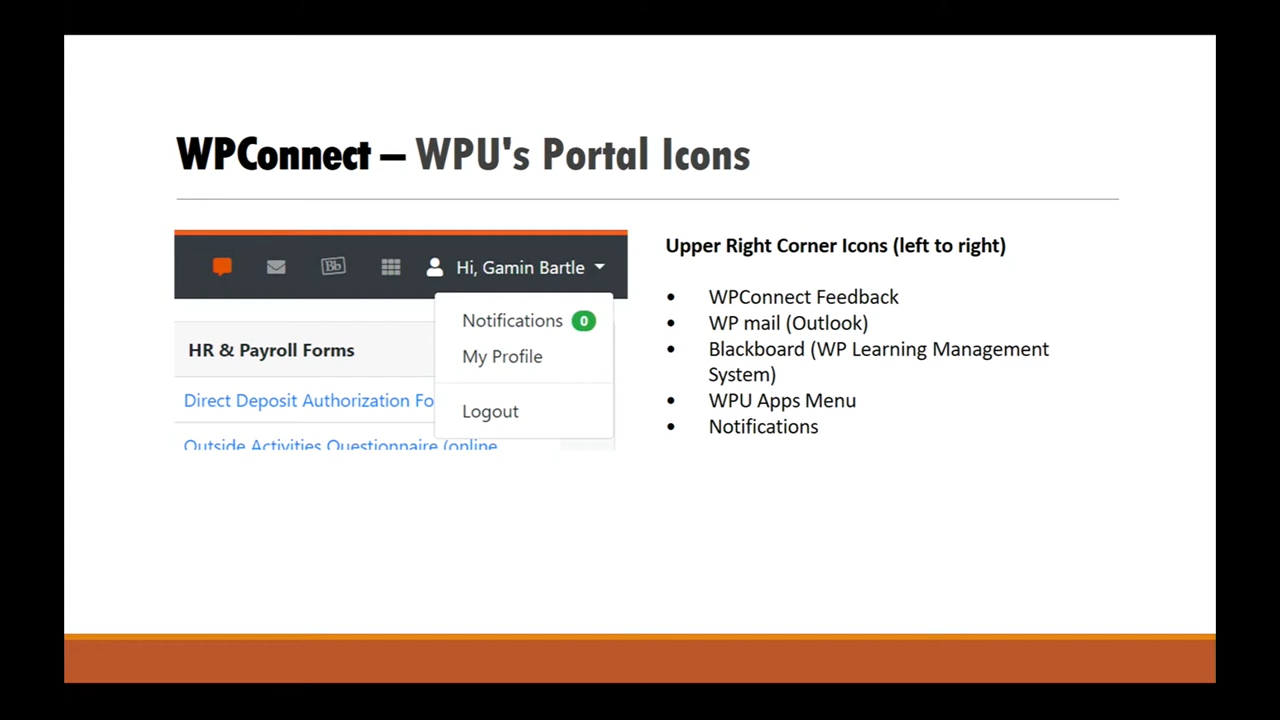 WPConnect – WPU's Portal Icons
Bb
Hi, Gamin Bartle
Notifications 0
My Profile
Logout
HR & Payroll Forms
Direct Deposit Authorization Fo
Outside Activities Questionnaire (online
Upper Right Corner Icons (left to right)
• WPConnect Feedback
• WP mail (Outlook)
• Blackboard (WP Learning Management
System)
• WPU Apps Menu
• Notifications